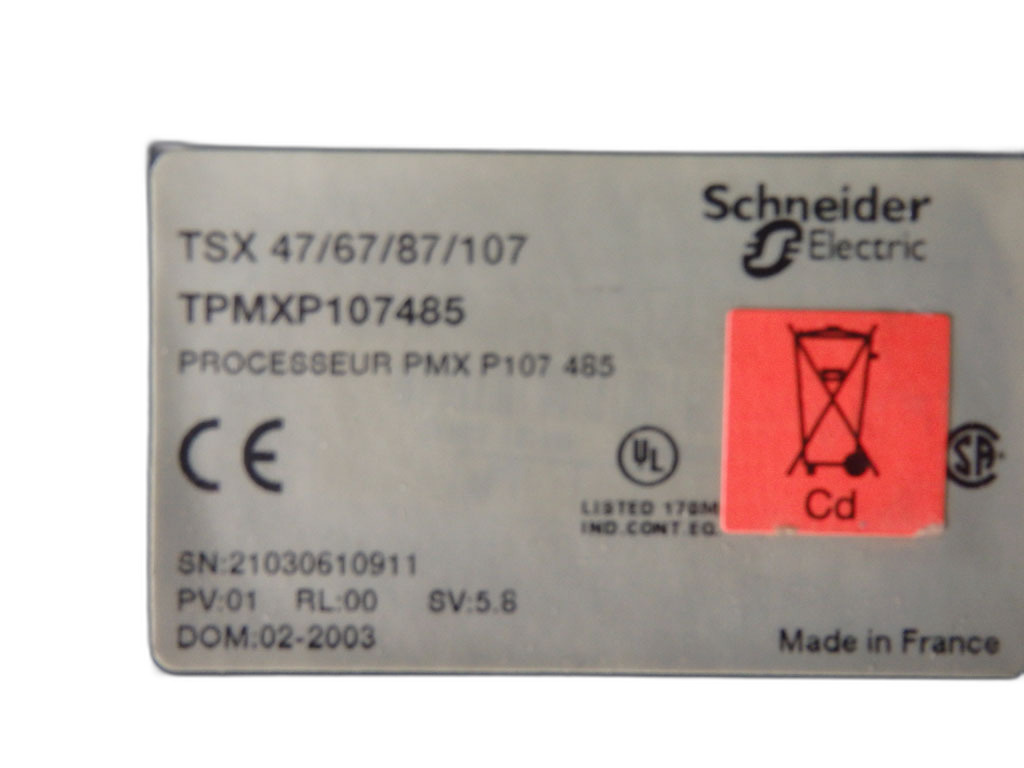 Schneider
Electric
TSX 47/67/87/107
TPMXP107485
PROCESSEUR PMX P107 485
CE
UL
SA
LISTED
IND.CONT.EQ.
Cd
SN:21030610911
PV:01 RL:00 SV:5.8
DOM:02-2003
Made in France